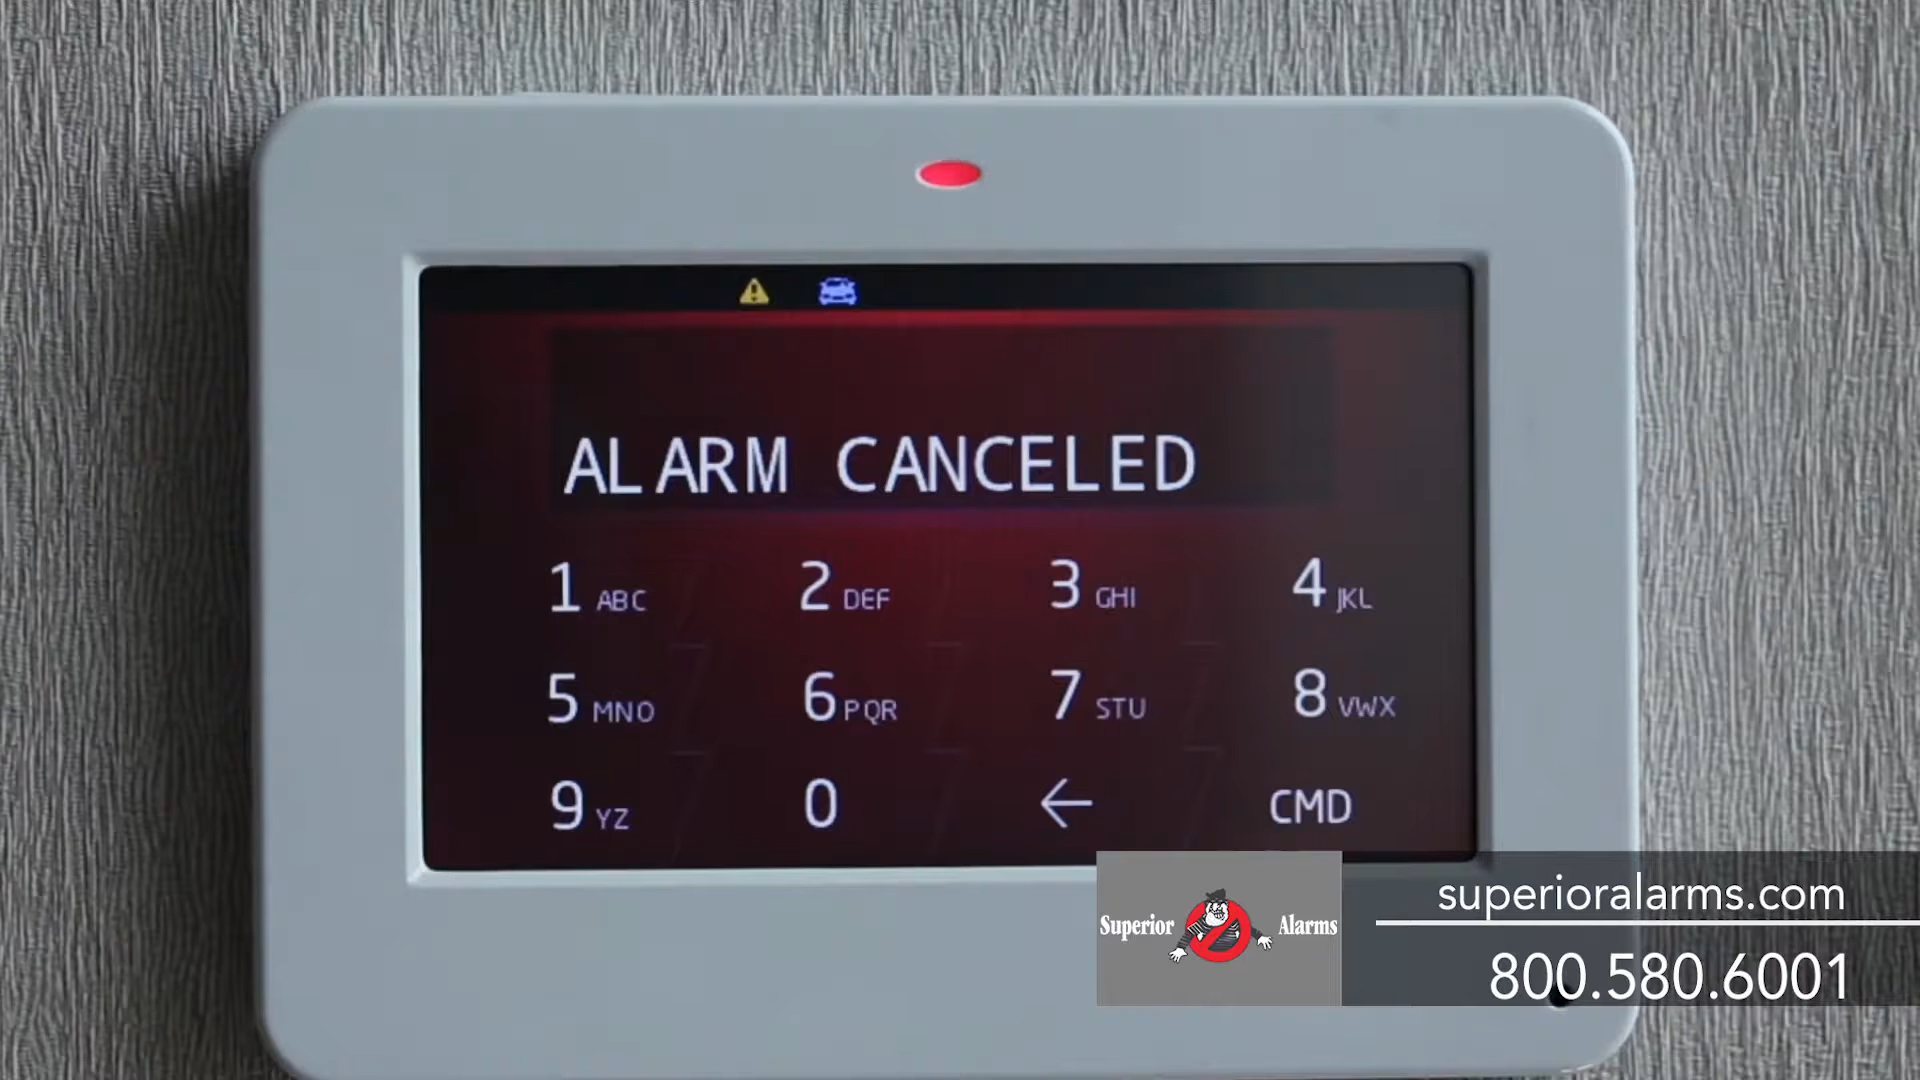 ALARM CANCELED
1 ABC 2 DEF 3 GHI 4 JKL
5 MNO 6 PQR 7 STU 8 VWX
9 YZ 0 ← CMD
Superior Alarms
superioralarms.com
800.580.6001